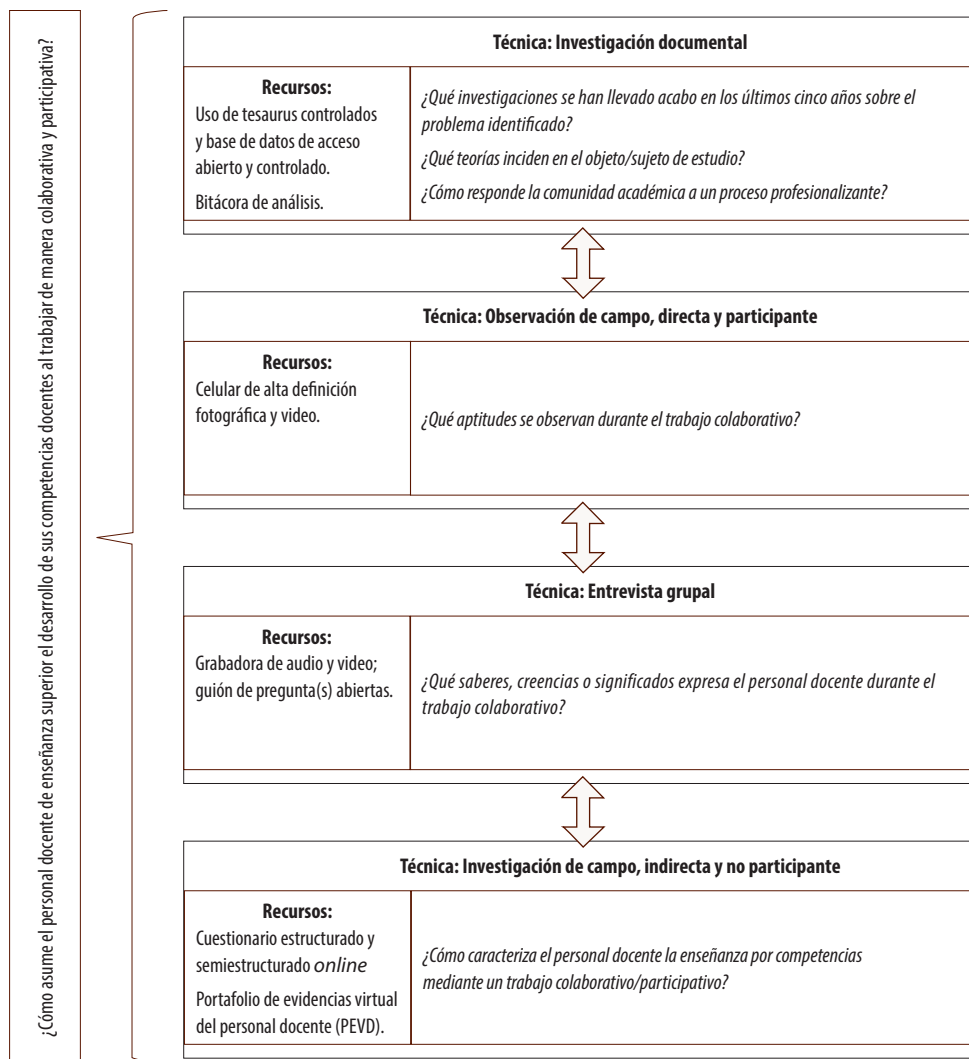 ¿Cómo asume el personal docente de enseñanza superior el desarrollo de sus competencias docentes al trabajar de manera colaborativa y participativa?
Técnica: Investigación documental
Recursos:
Uso de tesaurus controlados
y base de datos de acceso
abierto y controlado.
Bitácora de análisis.
¿Qué investigaciones se han llevado acabo en los últimos cinco años sobre el
problema identificado?
¿Qué teorías inciden en el objeto/sujeto de estudio?
¿Cómo responde la comunidad académica a un proceso profesionalizante?
Técnica: Observación de campo, directa y participante
Recursos:
Celular de alta definición
fotográfica y video.
¿Qué aptitudes se observan durante el trabajo colaborativo?
Técnica: Entrevista grupal
Recursos:
Grabadora de audio y video;
guión de pregunta(s) abiertas.
¿Qué saberes, creencias o significados expresa el personal docente durante el
trabajo colaborativo?
Técnica: Investigación de campo, indirecta y no participante
Recursos:
Cuestionario estructurado y
semiestructurado online
Portafolio de evidencias virtual
del personal docente (PEVD).
¿Cómo caracteriza el personal docente la enseñanza por competencias
mediante un trabajo colaborativo/participativo?